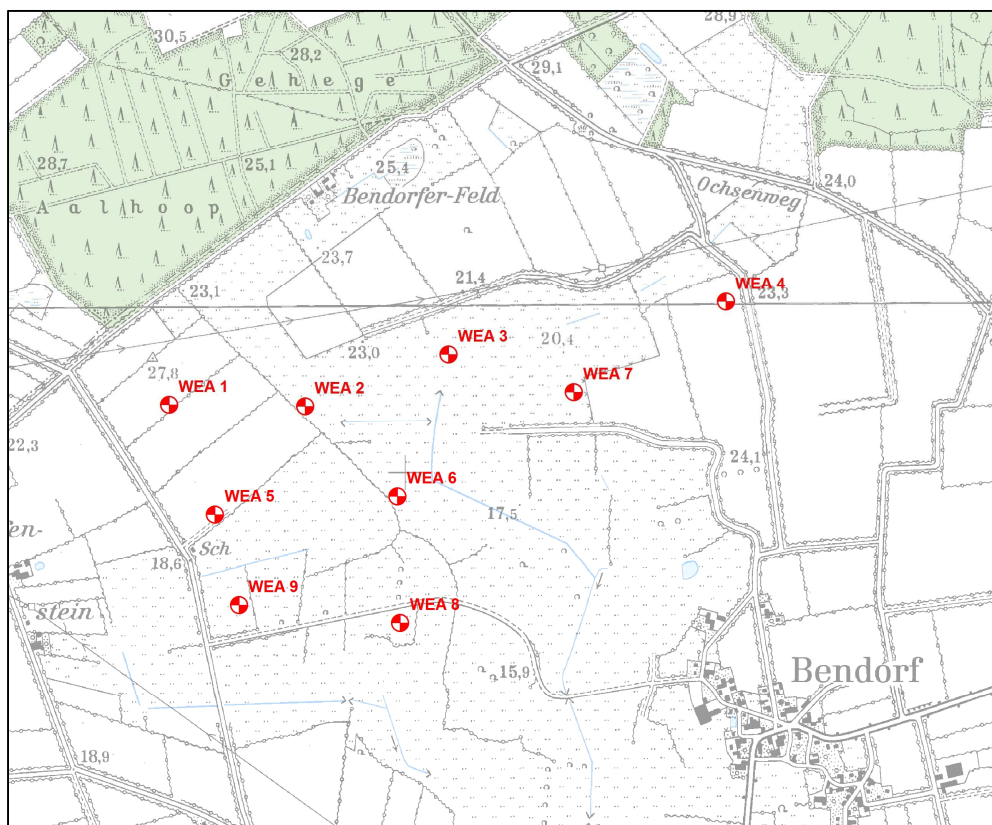 30,5
28,9
28,2
Gehege
29,1
28,7
25,1
25,4
Aalhoop
Bendorfer-Feld
Ochsenweg
24,0
23,7
21,4
23,1
WEA 4
23,3
WEA 3
20,4
23,0
27,8
WEA 1
WEA 2
WEA 7
22,3
24,1
WEA 6
WEA 5
17,5
en-
Sch
18,6
WEA 9
stein
WEA 8
15,9
Bendorf
18,9